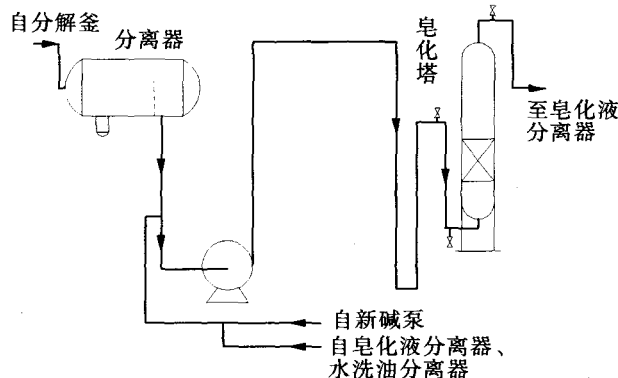 自分解釜
分离器
皂
化
塔
至皂化液
分离器
自新碱泵
自皂化液分离器、
水洗油分离器